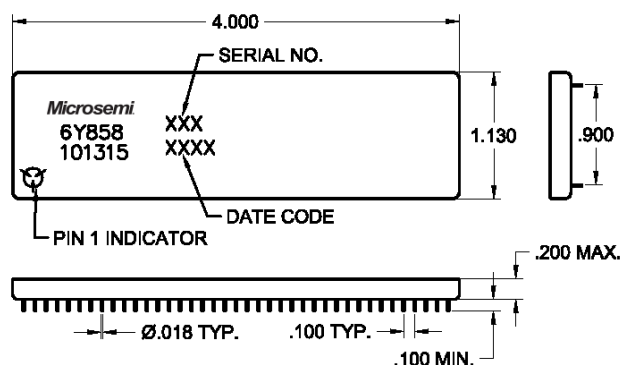 4.000
SERIAL NO.
Microsemi
6Y858
101315
XXX
XXXX
1.130
.900
DATE CODE
PIN 1 INDICATOR
.200 MAX.
Ø.018 TYP.
.100 TYP.
.100 MIN.